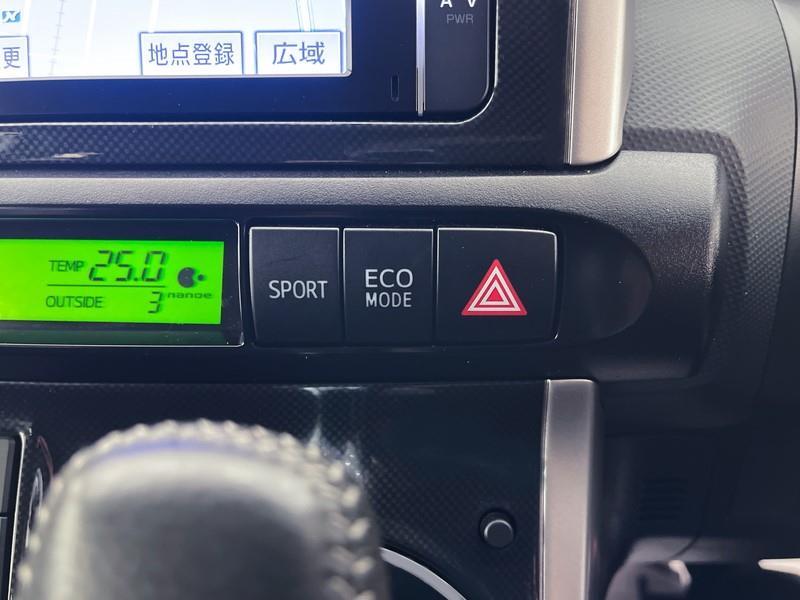 A V
PWR
N
更
地点登録
広域
TEMP 25.0
OUTSIDE 3
nanoe
SPORT
ECO
MODE